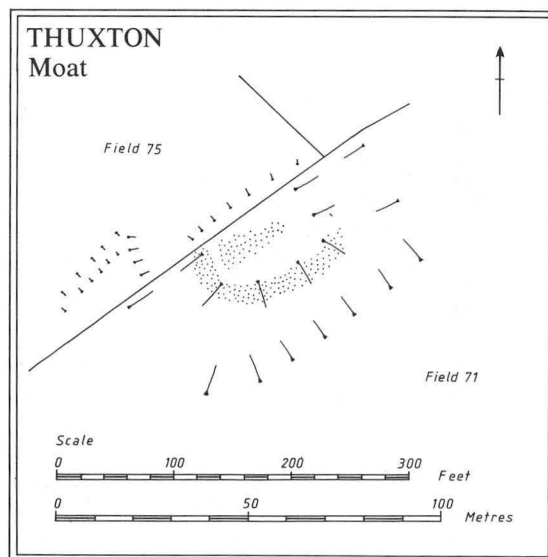 THUXTON
Moat
Field 75
Field 71
Scale
0 100 200 300
Feet
0 50 100
Metres